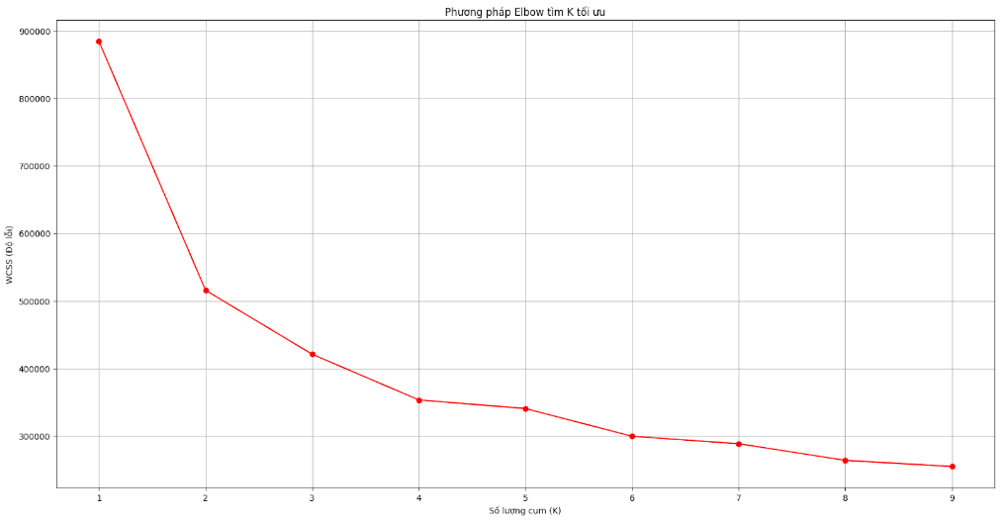 Phương pháp Elbow tìm K tối ưu
900000
800000
700000
600000
500000
400000
300000
WCSS (Độ lỗi)
1 2 3 4 5 6 7 8 9
Số lượng cụm (K)